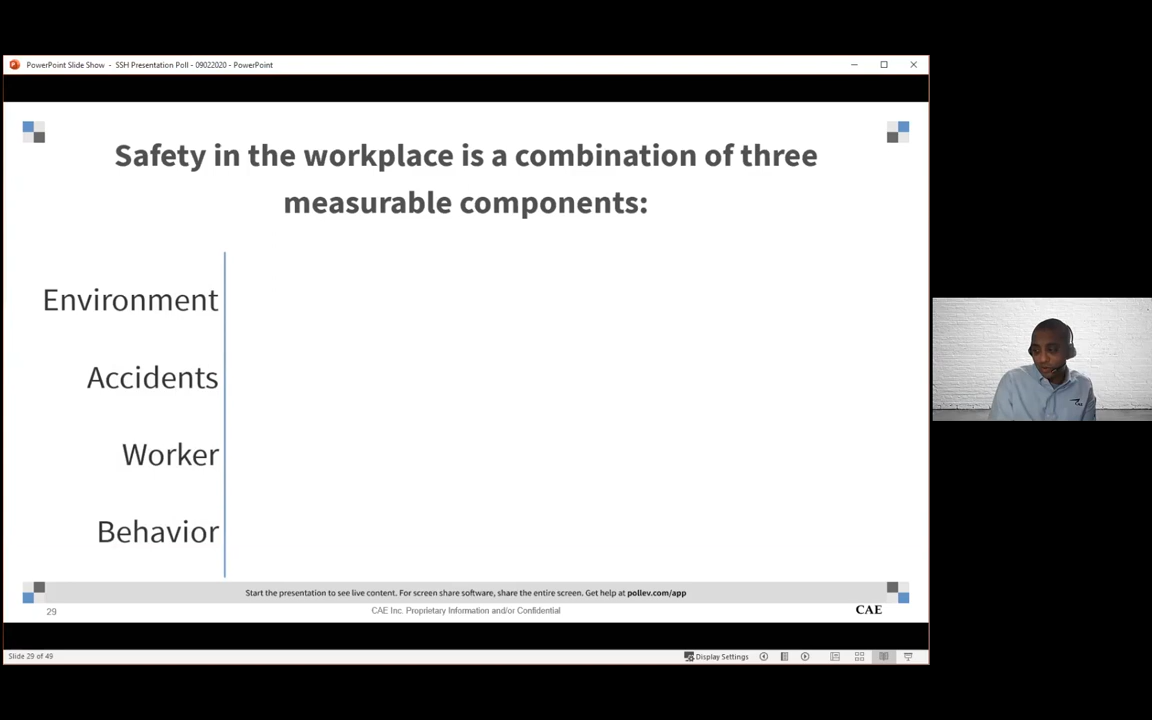 PowerPoint Slide Show - SSH Presentation Poll - 09022020 - PowerPoint
Safety in the workplace is a combination of three
measurable components:
Environment
Accidents
Worker
Behavior
Start the presentation to see live content. For screen share software, share the entire screen. Get help at pollev.com/app
29
CAE Inc. Proprietary Information and/or Confidential
CAE
Slide 29 of 49
Display Settings
CAE